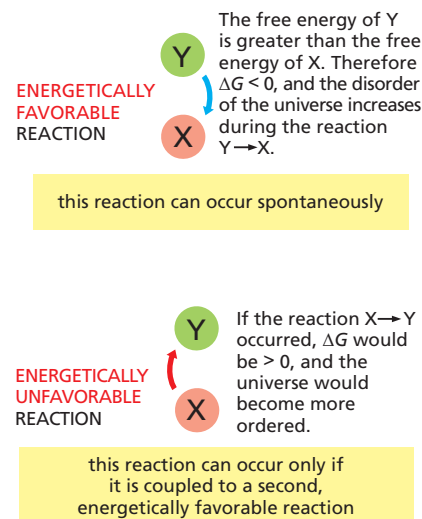 The free energy of Y
is greater than the free
energy of X. Therefore
ΔG < 0, and the disorder
of the universe increases
during the reaction
Y→X.
Y
ENERGETICALLY
FAVORABLE
REACTION
X
this reaction can occur spontaneously
If the reaction X→Y
occurred, ΔG would
be > 0, and the
universe would
become more
ordered.
Y
ENERGETICALLY
UNFAVORABLE
REACTION
X
this reaction can occur only if
it is coupled to a second,
energetically favorable reaction